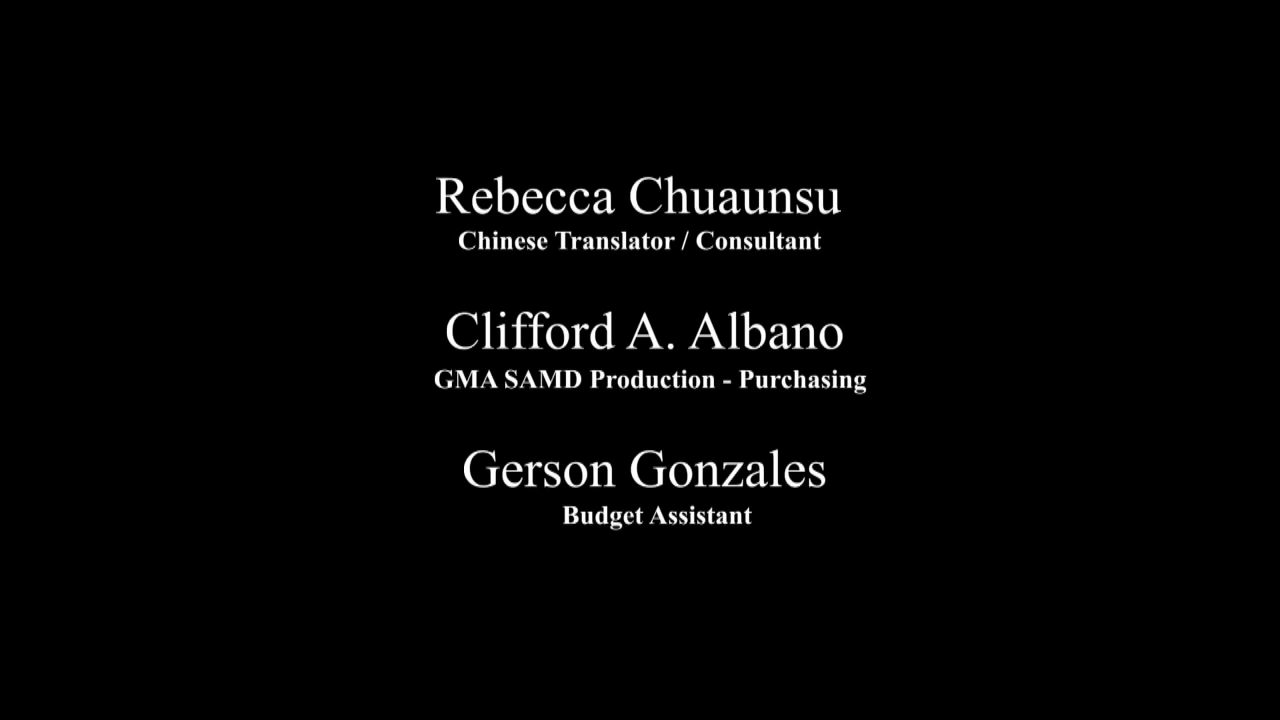 Rebecca Chuaunsu
Chinese Translator / Consultant
Clifford A. Albano
GMA SAMD Production - Purchasing
Gerson Gonzales
Budget Assistant